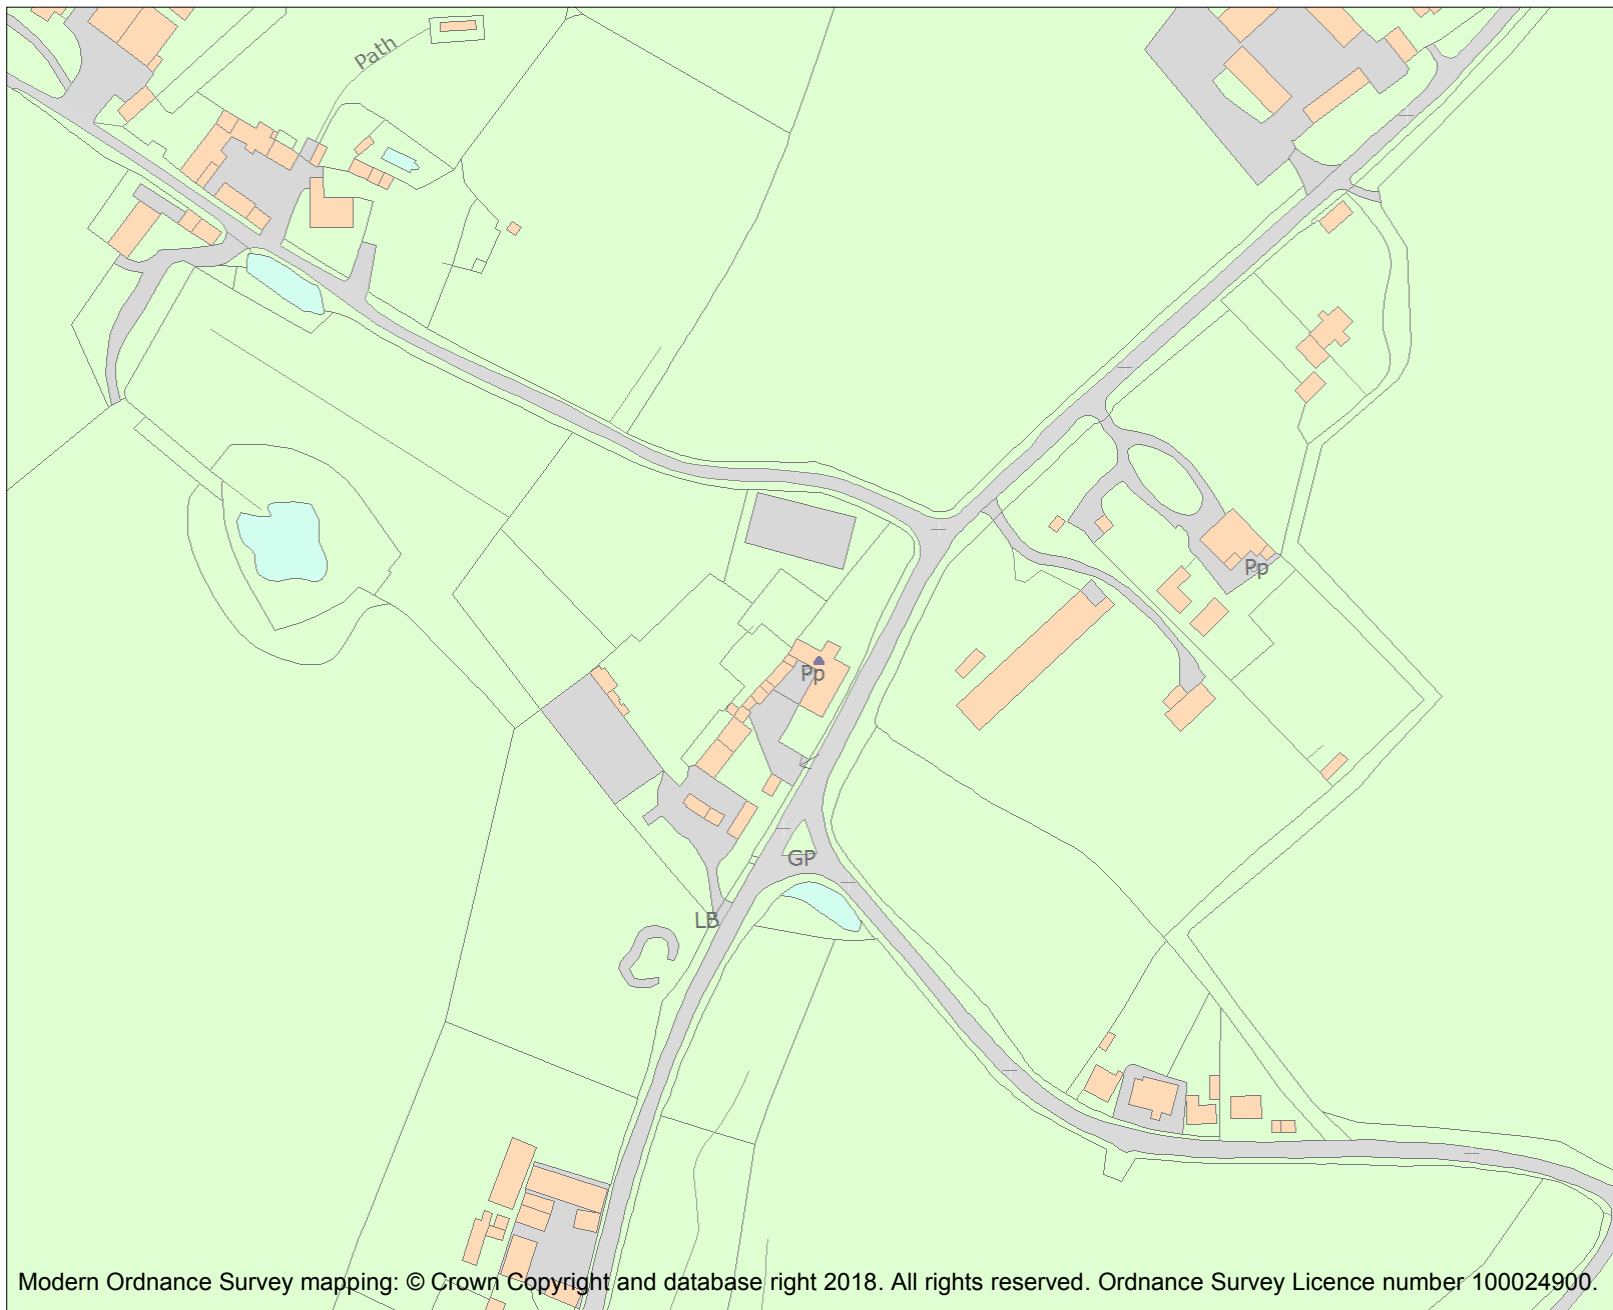 Path
Pp
Pp
GP
LB
Modern Ordnance Survey mapping: © Crown Copyright and database right 2018. All rights reserved. Ordnance Survey Licence number 100024900.